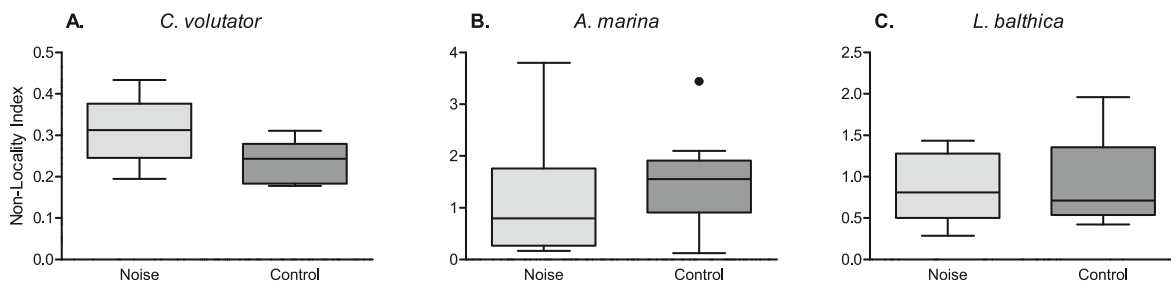 A. C. volutator
B. A. marina
C. L. balthica
Non-Locality Index
0.5
0.4
0.3
0.2
0.1
0.0
Noise Control
4
3
2
1
0
Noise Control
2.5
2.0
1.5
1.0
0.5
0.0
Noise Control